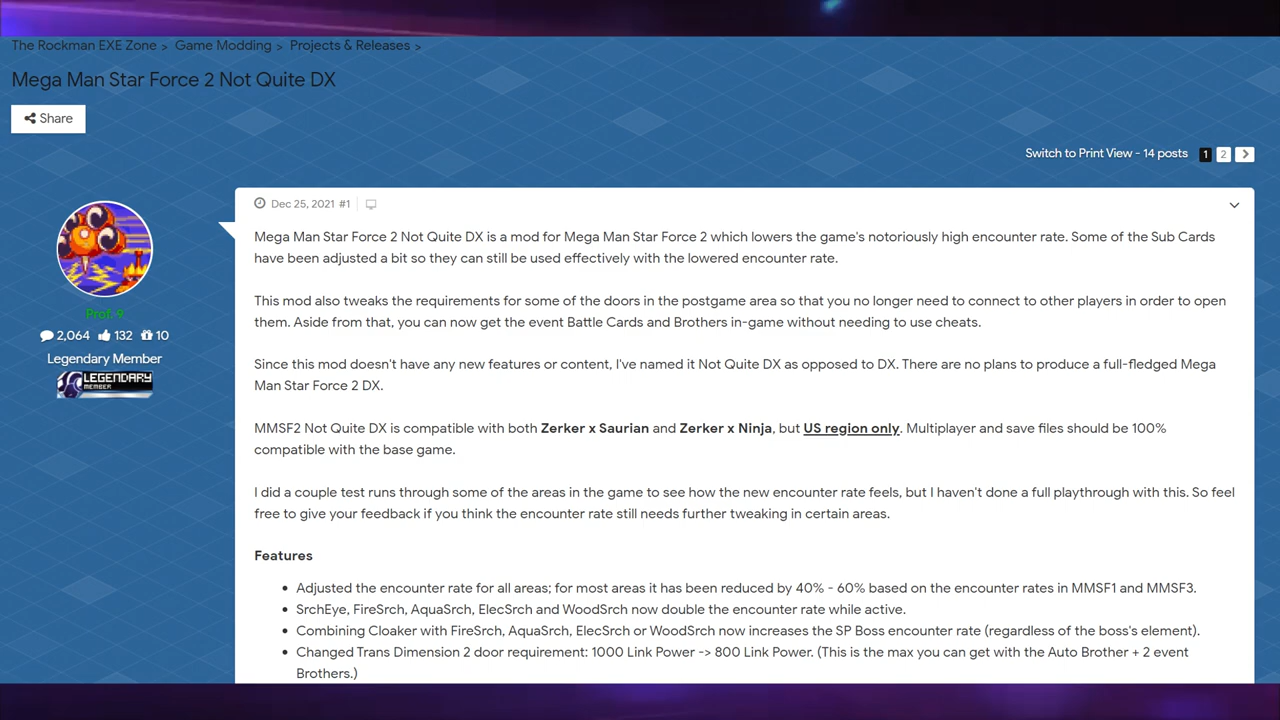 The Rockman EXE Zone > Game Modding > Projects & Releases >
Mega Man Star Force 2 Not Quite DX
Share
Switch to Print View - 14 posts 1 2
Dec 25, 2021 #1
Prof. 9
2,064 132 10
Legendary Member
LEGENDARY
MEMBER
Mega Man Star Force 2 Not Quite DX is a mod for Mega Man Star Force 2 which lowers the game's notoriously high encounter rate. Some of the Sub Cards
have been adjusted a bit so they can still be used effectively with the lowered encounter rate.
This mod also tweaks the requirements for some of the doors in the postgame area so that you no longer need to connect to other players in order to open
them. Aside from that, you can now get the event Battle Cards and Brothers in-game without needing to use cheats.
Since this mod doesn't have any new features or content, I've named it Not Quite DX as opposed to DX. There are no plans to produce a full-fledged Mega
Man Star Force 2 DX.
MMSF2 Not Quite DX is compatible with both Zerker x Saurian and Zerker x Ninja, but US region only. Multiplayer and save files should be 100%
compatible with the base game.
I did a couple test runs through some of the areas in the game to see how the new encounter rate feels, but I haven't done a full playthrough with this. So feel
free to give your feedback if you think the encounter rate still needs further tweaking in certain areas.
Features
• Adjusted the encounter rate for all areas; for most areas it has been reduced by 40% - 60% based on the encounter rates in MMSF1 and MMSF3.
• SrchEye, FireSrch, AquaSrch, ElecSrch and WoodSrch now double the encounter rate while active.
• Combining Cloaker with FireSrch, AquaSrch, ElecSrch or WoodSrch now increases the SP Boss encounter rate (regardless of the boss's element).
• Changed Trans Dimension 2 door requirement: 1000 Link Power -> 800 Link Power. (This is the max you can get with the Auto Brother + 2 event
Brothers.)